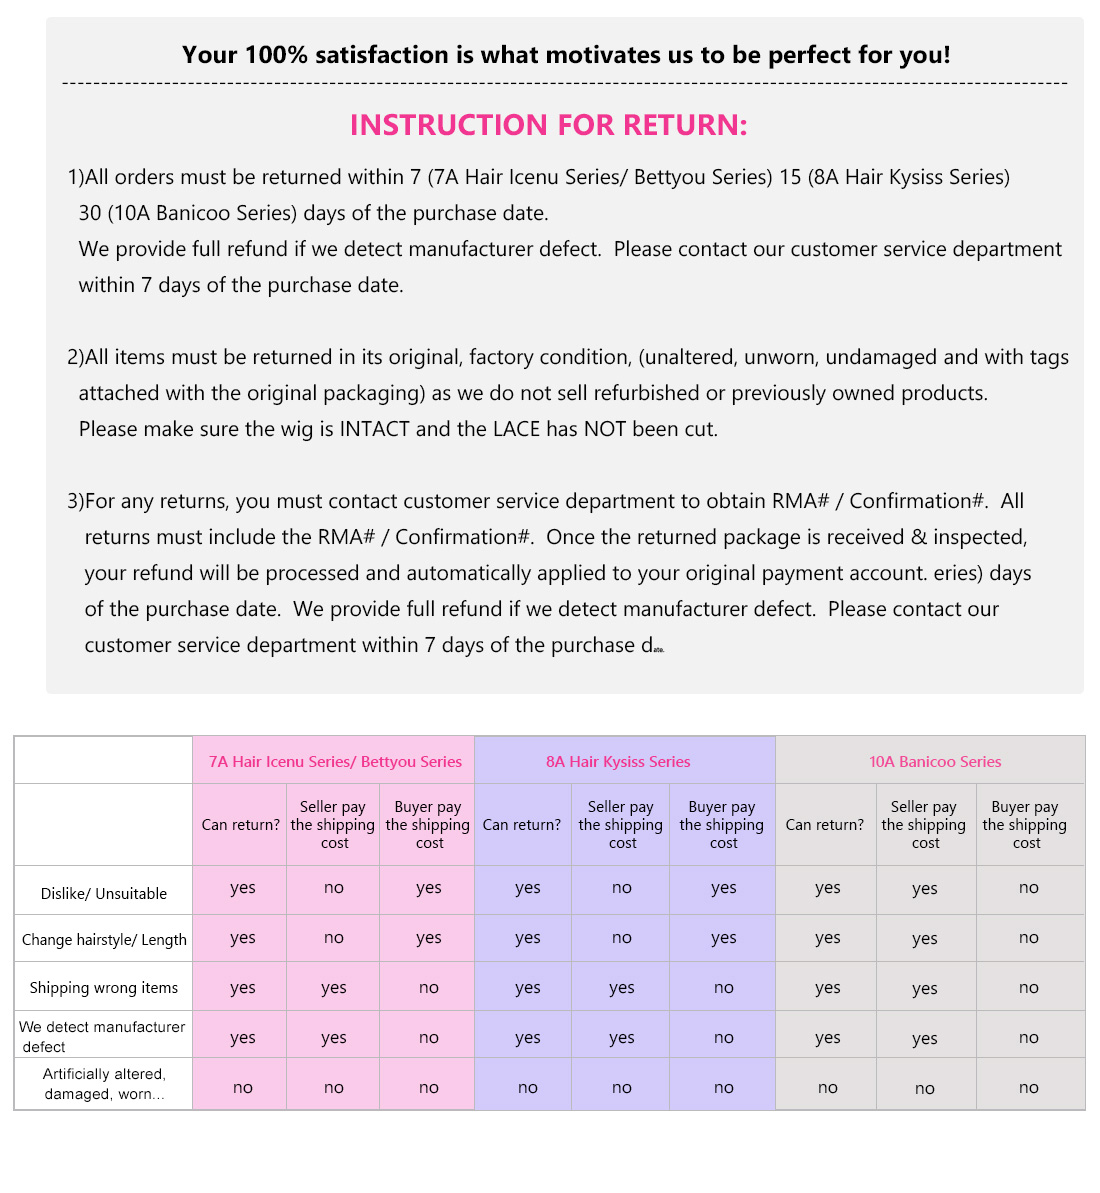 Your 100% satisfaction is what motivates us to be perfect for you!
INSTRUCTION FOR RETURN:
1)All orders must be returned within 7 (7A Hair Icenu Series/ Bettyou Series) 15 (8A Hair Kysiss Series)
30 (10A Banicoo Series) days of the purchase date.
We provide full refund if we detect manufacturer defect.  Please contact our customer service department
within 7 days of the purchase date.
2)All items must be returned in its original, factory condition, (unaltered, unworn, undamaged and with tags
attached with the original packaging) as we do not sell refurbished or previously owned products.
Please make sure the wig is INTACT and the LACE has NOT been cut.
3)For any returns, you must contact customer service department to obtain RMA# / Confirmation#.  All
returns must include the RMA# / Confirmation#.  Once the returned package is received & inspected,
your refund will be processed and automatically applied to your original payment account. eries) days
of the purchase date.  We provide full refund if we detect manufacturer defect.  Please contact our
customer service department within 7 days of the purchase date.
7A Hair Icenu Series/ Bettyou Series 8A Hair Kysiss Series 10A Banicoo Series
Seller pay Buyer pay Seller pay Buyer pay Seller pay Buyer pay
Can return? the shipping the shipping Can return? the shipping the shipping Can return? the shipping the shipping
cost cost cost cost cost cost
Dislike/ Unsuitable yes no yes yes no yes yes yes no
Change hairstyle/ Length yes no yes yes no yes yes yes no
Shipping wrong items yes yes no yes yes no yes yes no
We detect manufacturer
defect yes yes no yes yes no yes yes no
Artificially altered,
damaged, worn... no no no no no no no no no